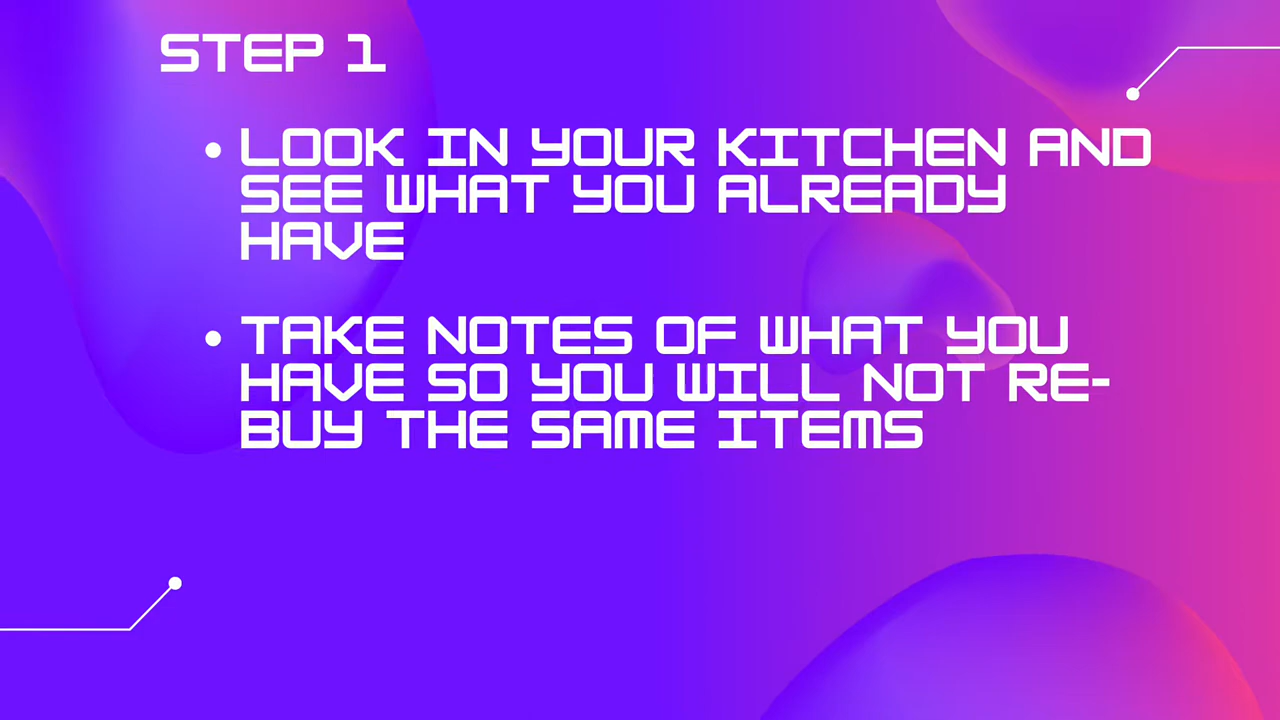 STEP 1
• LOOK IN YOUR KITCHEN AND
SEE WHAT YOU ALREADY
HAVE
• TAKE NOTES OF WHAT YOU
HAVE SO YOU WILL NOT RE-
BUY THE SAME ITEMS